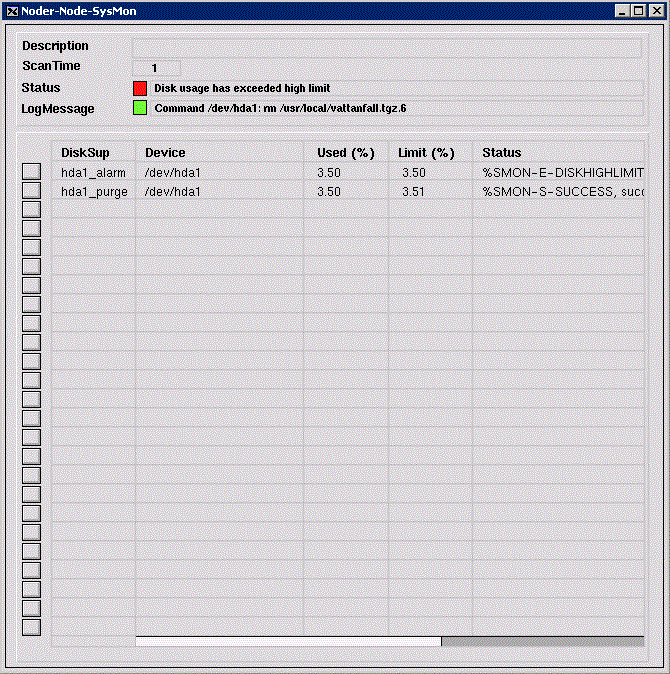 Noder-Node-SysMon
Description
ScanTime 1
Status Disk usage has exceeded high limit
LogMessage Command /dev/hda1: rm /usr/local/vattanfall.tgz.6
DiskSup Device Used (%) Limit (%) Status
hda1_alarm /dev/hda1 3.50 3.50 %SMON-E-DISKHIGHLIMIT
hda1_purge /dev/hda1 3.50 3.51 %SMON-S-SUCCESS, succ